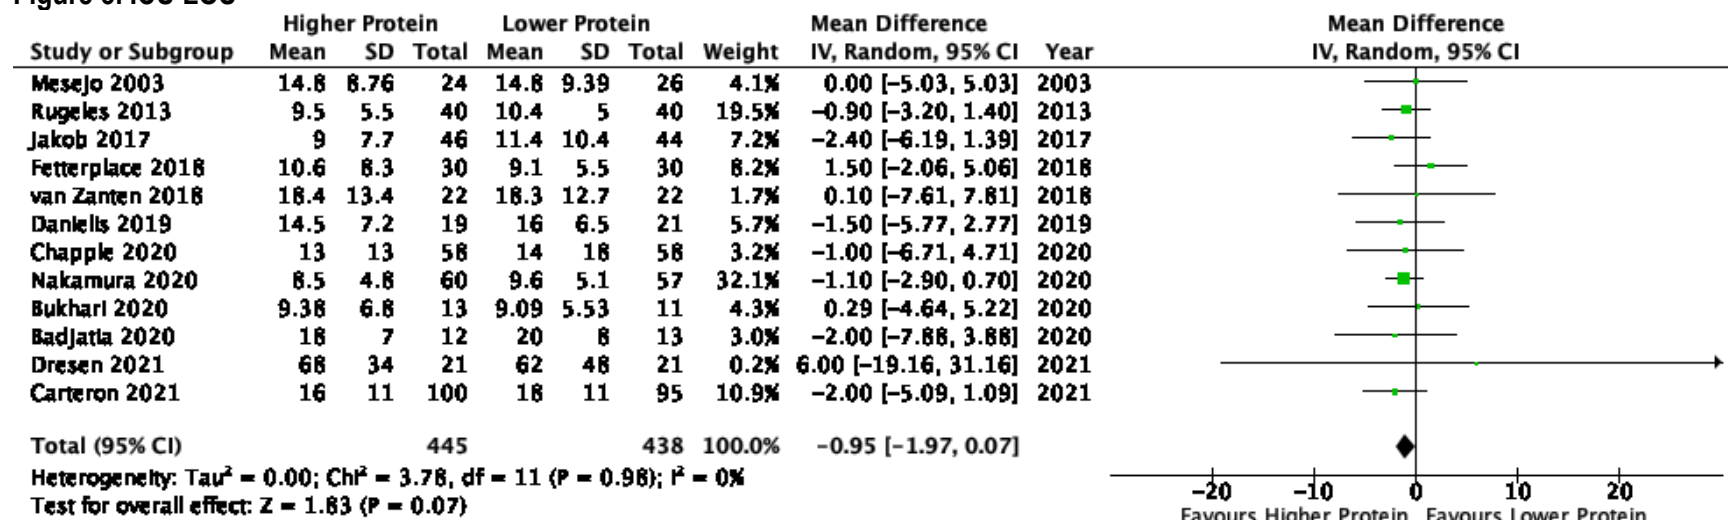 Higher Protein Lower Protein Mean Difference Mean Difference
Study or Subgroup Mean SD Total Mean SD Total Weight IV, Random, 95% CI Year IV, Random, 95% CI
Mesejo 2003 14.8 8.76 24 14.8 9.39 26 4.1% 0.00 [−5.03, 5.03] 2003
Rugeles 2013 9.5 5.5 40 10.4 5 40 19.5% −0.90 [−3.20, 1.40] 2013
Jakob 2017 9 7.7 46 11.4 10.4 44 7.2% −2.40 [−6.19, 1.39] 2017
Fetterplace 2018 10.6 8.3 30 9.1 5.5 30 8.2% 1.50 [−2.06, 5.06] 2018
van Zanten 2018 18.4 13.4 22 18.3 12.7 22 1.7% 0.10 [−7.61, 7.81] 2018
Danielis 2019 14.5 7.2 19 16 6.5 21 5.7% −1.50 [−5.77, 2.77] 2019
Chapple 2020 13 13 58 14 18 58 3.2% −1.00 [−6.71, 4.71] 2020
Nakamura 2020 8.5 4.8 60 9.6 5.1 57 32.1% −1.10 [−2.90, 0.70] 2020
Bukhari 2020 9.38 6.8 13 9.09 5.53 11 4.3% 0.29 [−4.64, 5.22] 2020
Badjatia 2020 18 7 12 20 8 13 3.0% −2.00 [−7.88, 3.88] 2020
Dresen 2021 68 34 21 62 48 21 0.2% 6.00 [−19.16, 31.16] 2021
Carteron 2021 16 11 100 18 11 95 10.9% −2.00 [−5.09, 1.09] 2021
Total (95% CI) 445 438 100.0% −0.95 [−1.97, 0.07]
Heterogeneity: Tau² = 0.00; Chi² = 3.78, df = 11 (P = 0.98); I² = 0%
Test for overall effect: Z = 1.83 (P = 0.07)
−20 −10 0 10 20
Favours Higher Protein Favours Lower Protein